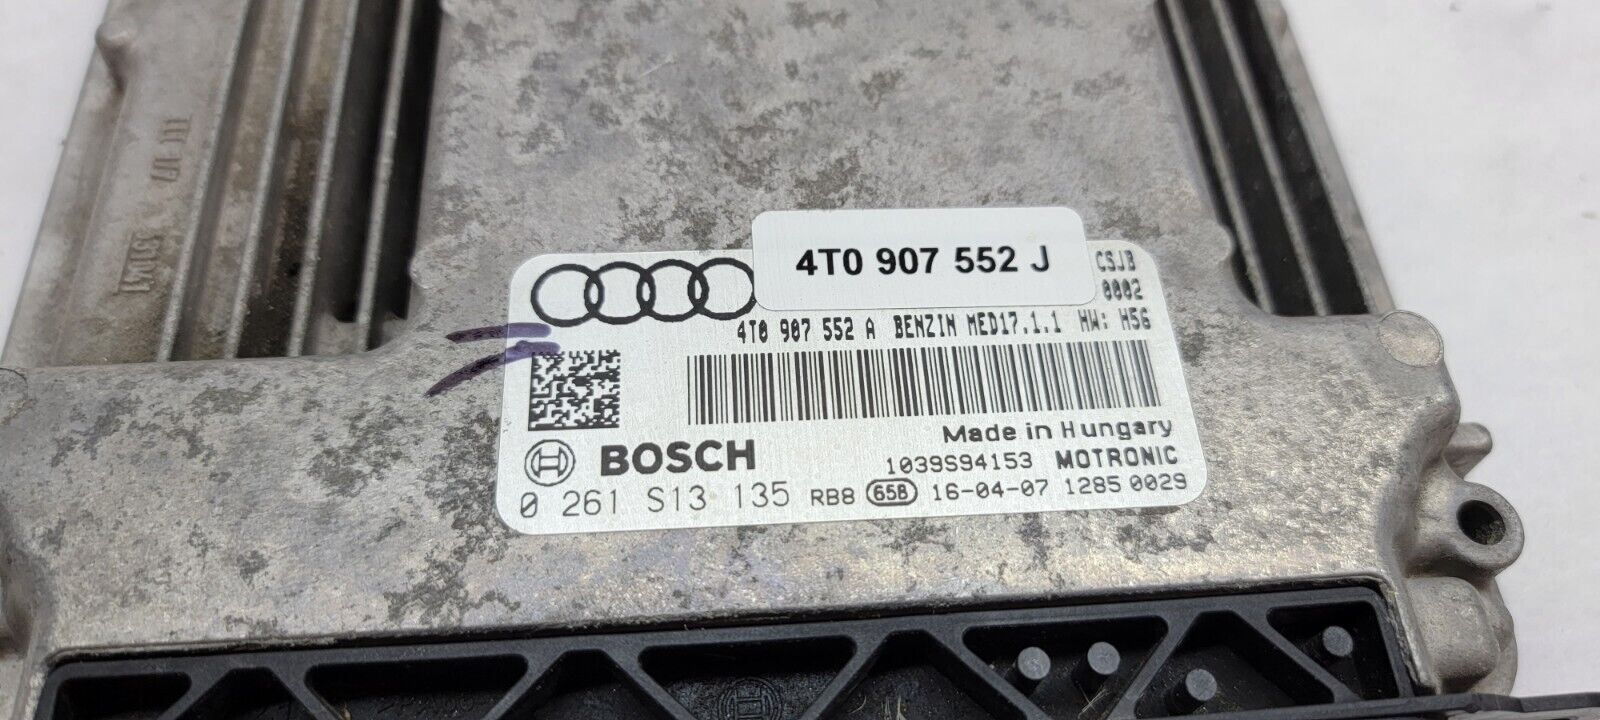 4T0 907 552 J
CSJB
0002
4T0 907 552 A BENZIN MED17.1.1 HW: H56
Made in Hungary
BOSCH
1039S94153 MOTRONIC
0 261 S13 135 RB8 65B 16-04-07 1285 0029